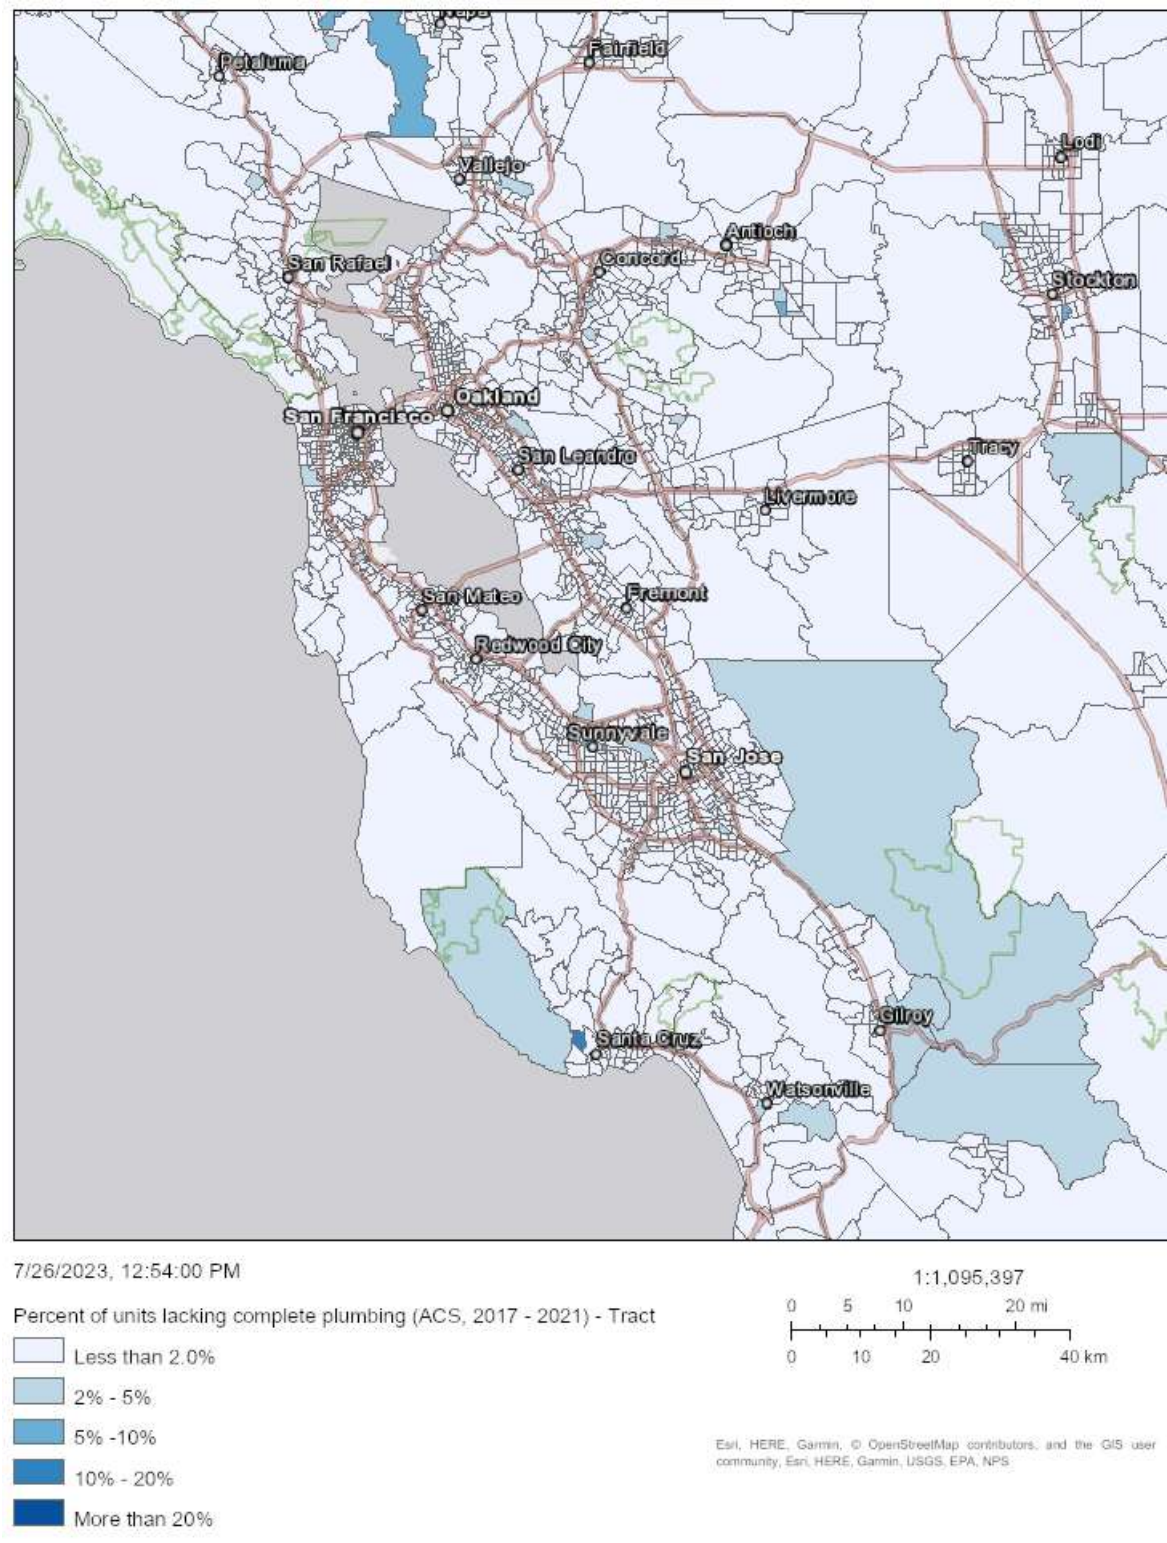 Napa
Fairfield
Petaluma
Lodi
Vallejo
Antioch
Concord
San Rafael
Stockton
Oakland
San Francisco
San Leandro
Tracy
Livermore
San Mateo
Fremont
Redwood City
Sunnyvale
San Jose
Gilroy
Santa Cruz
Watsonville
7/26/2023, 12:54:00 PM
1:1,095,397
0 5 10 20 mi
0 10 20 40 km
Percent of units lacking complete plumbing (ACS, 2017 - 2021) - Tract
Less than 2.0%
2% - 5%
5% -10%
10% - 20%
More than 20%
Esri, HERE, Garmin, © OpenStreetMap contributors, and the GIS user
community, Esri, HERE, Garmin, USGS, EPA, NPS